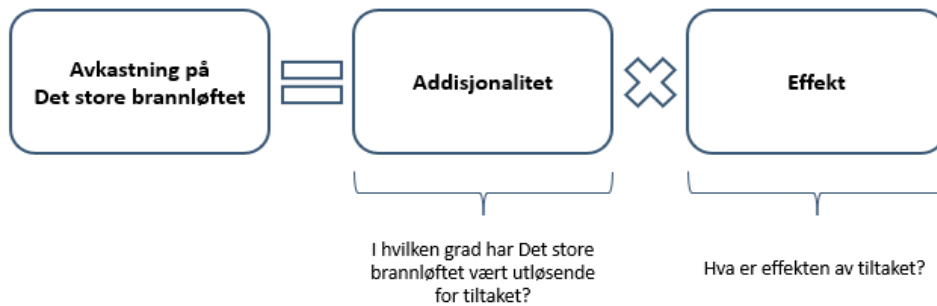 Avkastning på
Det store brannløftet
Addisjonalitet
Effekt
I hvilken grad har Det store
brannløftet vært utløsende
for tiltaket?
Hva er effekten av tiltaket?